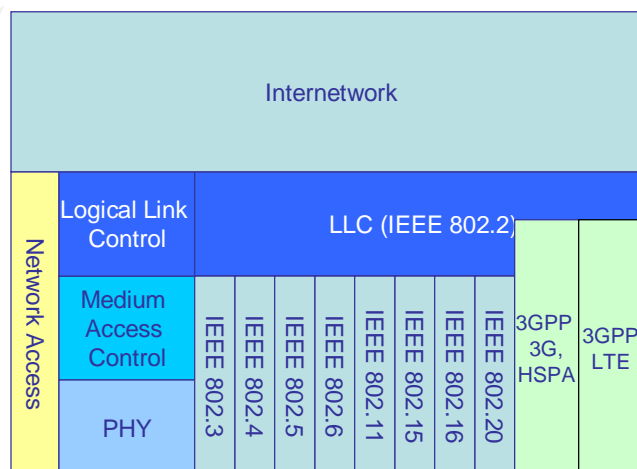 Internetwork
Network Access
Logical Link
Control
LLC (IEEE 802.2)
Medium
Access
Control
PHY
IEEE 802.3
IEEE 802.4
IEEE 802.5
IEEE 802.6
IEEE 802.11
IEEE 802.15
IEEE 802.16
IEEE 802.20
3GPP
3G,
HSPA
3GPP
LTE